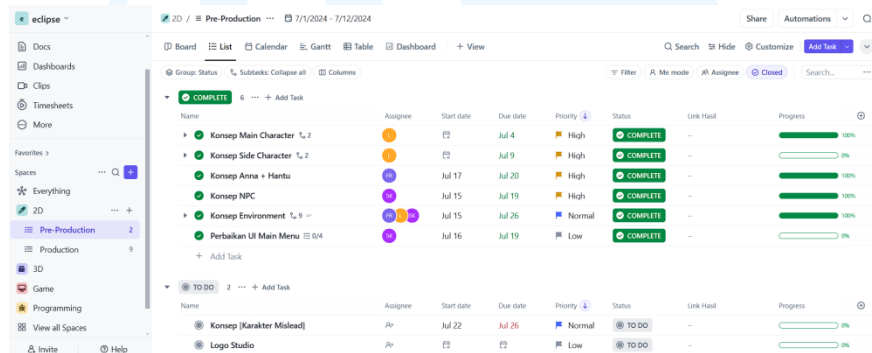 e eclipse
2D / Pre-Production ... 7/1/2024 - 7/12/2024
Share Automations
Docs
Dashboards
Clips
Timesheets
More
Favorites
Spaces
Everything
2D
Pre-Production 2
Production 9
3D
Game
Programming
View all Spaces
Invite Help
Board List Calendar Gantt Table Dashboard + View
Search Hide Customize Add Task
Group: Status Subtasks: Collapse all Columns
Filter Me mode Assignee Closed Search...
COMPLETE 6 ... + Add Task
Name Assignee Start date Due date Priority Status Link Hasil Progress
Konsep Main Character 2 L Jul 4 High COMPLETE – 100%
Konsep Side Character 2 L Jul 9 High COMPLETE – 0%
Konsep Anna + Hantu FR Jul 17 Jul 20 High COMPLETE – 100%
Konsep NPC SK Jul 15 Jul 19 High COMPLETE – 100%
Konsep Environment 9 FR L SK Jul 15 Jul 26 Normal COMPLETE – 100%
Perbaikan UI Main Menu 0/4 SK Jul 16 Jul 19 Low COMPLETE – 0%
+ Add Task
TO DO 2 ... + Add Task
Name Assignee Start date Due date Priority Status Link Hasil Progress
Konsep [Karakter Mislead] Jul 22 Jul 26 Normal TO DO – 0%
Logo Studio Low TO DO – 0%